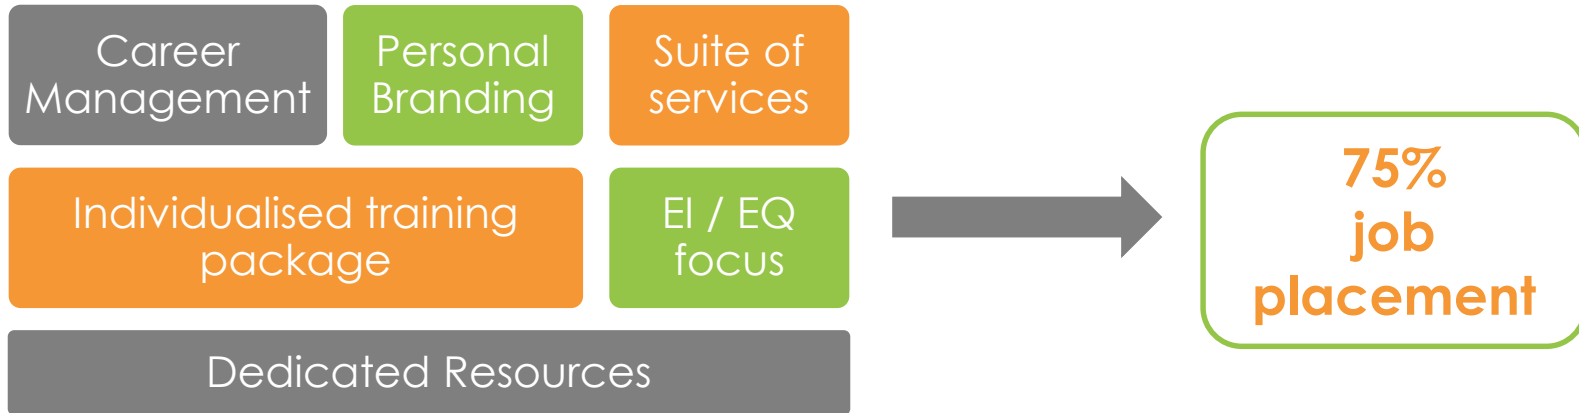 Career
Management
Personal
Branding
Suite of
services
Individualised training
package
EI / EQ
focus
Dedicated Resources
75%
job
placement